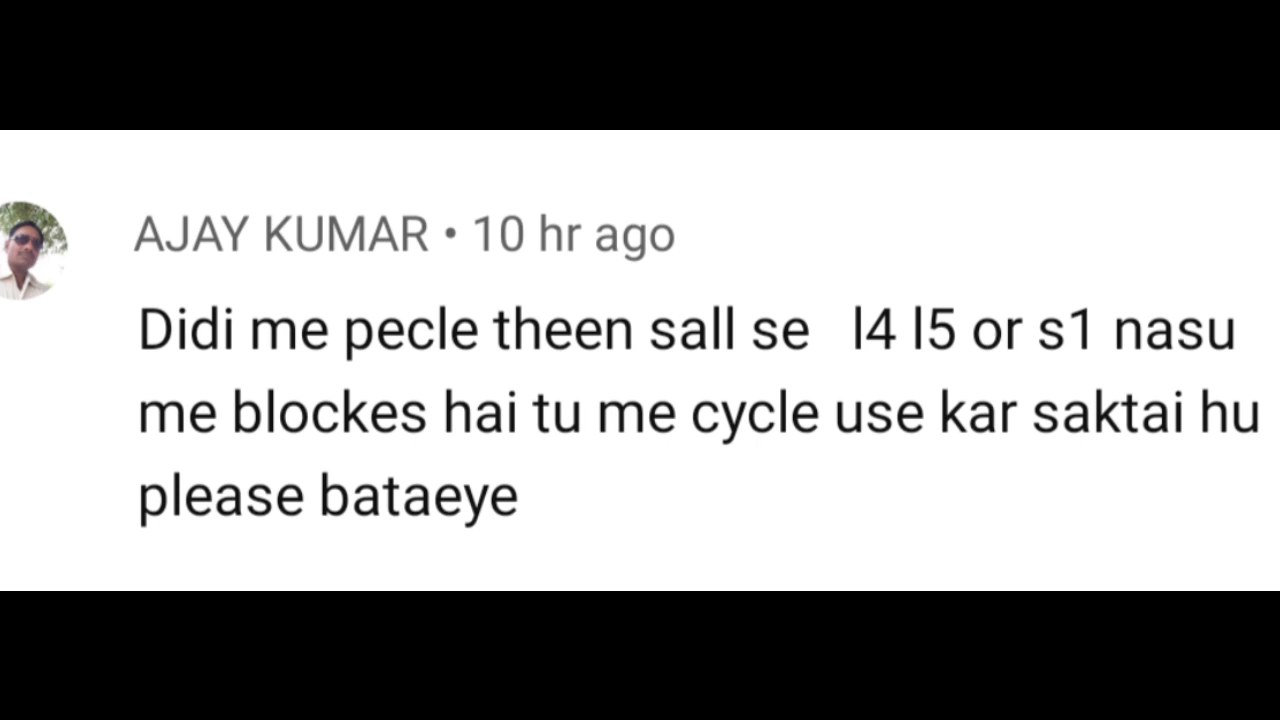 AJAY KUMAR • 10 hr ago
Didi me pecle theen sall se l4 l5 or s1 nasu
me blockes hai tu me cycle use kar saktai hu
please bataeye